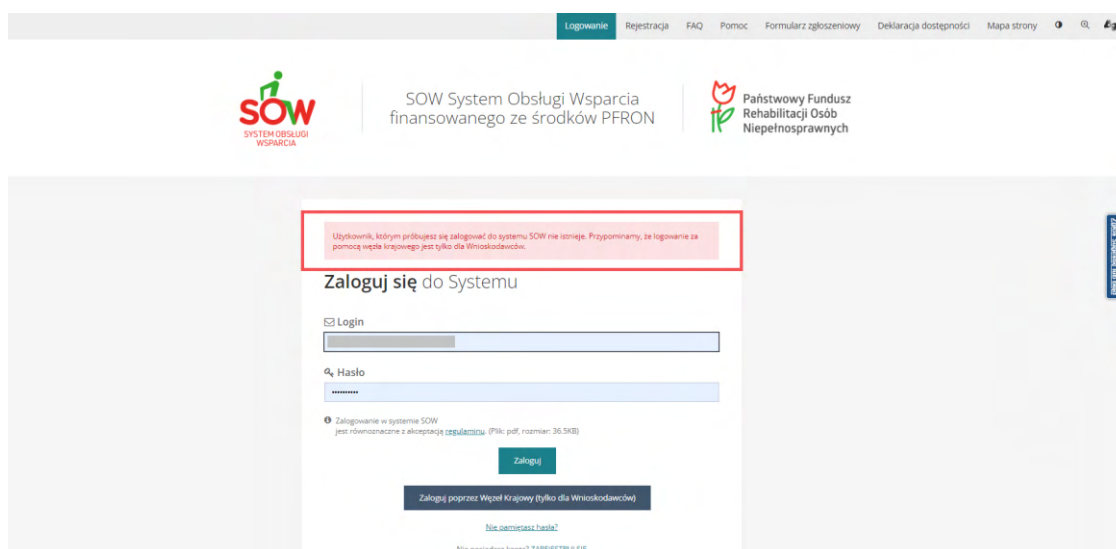 Logowanie Rejestracja FAQ Pomoc Formularz zgłoszeniowy Deklaracja dostępności Mapa strony
SOW
SYSTEM OBSŁUGI
WSPARCIA
SOW System Obsługi Wsparcia
finansowanego ze środków PFRON
Państwowy Fundusz
Rehabilitacji Osób
Niepełnosprawnych
Użytkownik, którym próbujesz się zalogować do systemu SOW nie istnieje. Przypominamy, że logowanie za
pomocą węzła krajowego jest tylko dla Wnioskodawców.
Zaloguj się do Systemu
Login
Hasło
Zalogowanie w systemie SOW
jest równoznaczne z akceptacją regulaminu. (Plik: pdf, rozmiar: 36.5KB)
Zaloguj
Zaloguj poprzez Węzeł Krajowy (tylko dla Wnioskodawców)
Nie pamiętasz hasła?